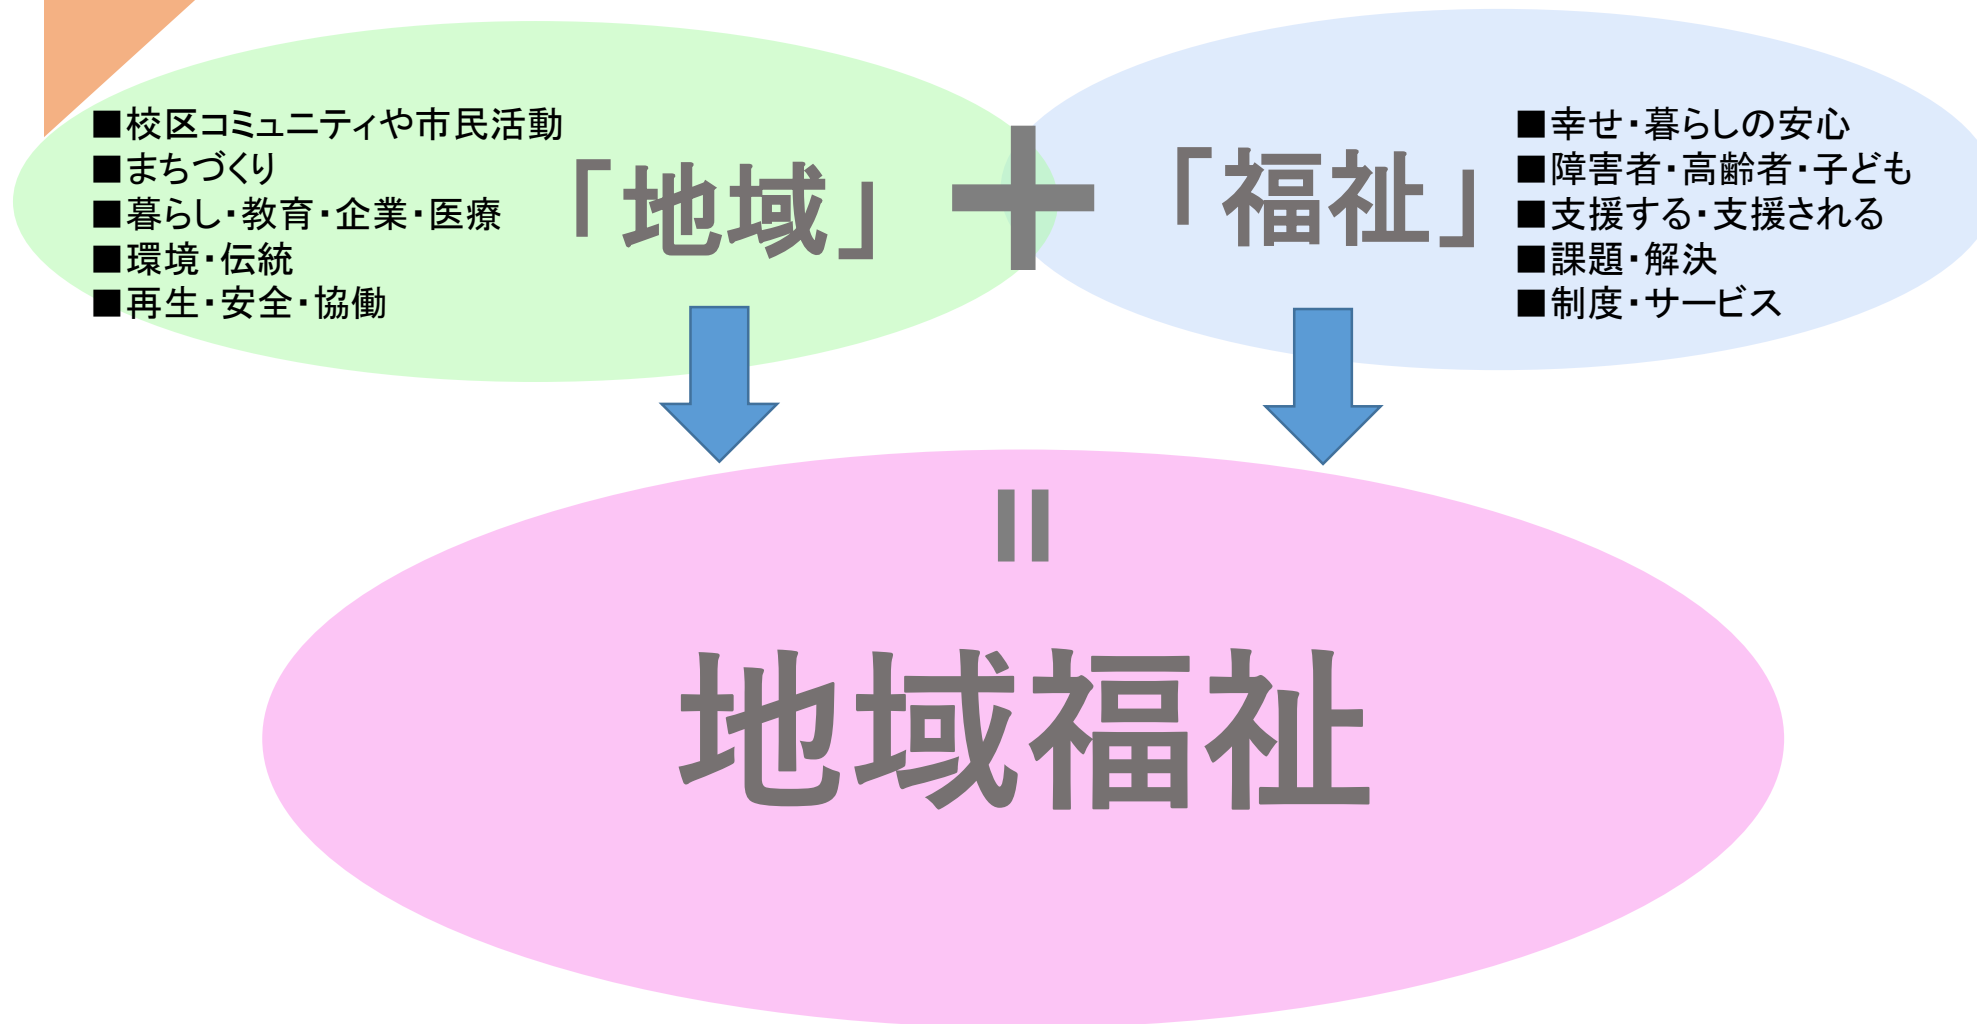 ■校区コミュニティや市民活動
■まちづくり
■暮らし・教育・企業・医療
■環境・伝統
■再生・安全・協働
「地域」
＋
「福祉」
■幸せ・暮らしの安心
■障害者・高齢者・子ども
■支援する・支援される
■課題・解決
■制度・サービス
＝
地域福祉